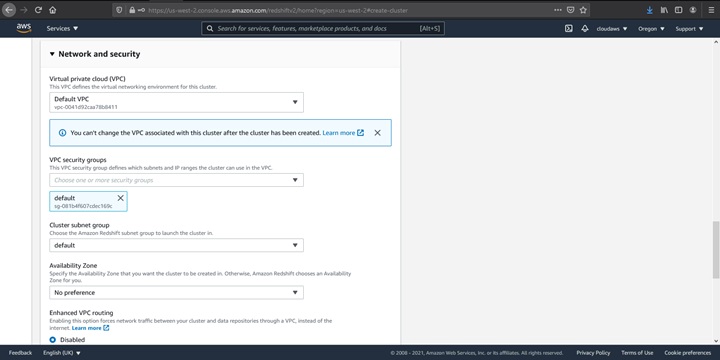 https://us-west-2.console.aws.amazon.com/redshiftv2/home?region=us-west-2#create-cluster
aws
Services
Search for services, features, marketplace products, and docs
[Alt+S]
cloudaws
Oregon
Support
Network and security
Virtual private cloud (VPC)
This VPC defines the virtual networking environment for this cluster.
Default VPC
vpc-0041d92caa78b8411
You can't change the VPC associated with this cluster after the cluster has been created. Learn more
VPC security groups
This VPC security group defines which subnets and IP ranges the cluster can use in the VPC.
Choose one or more security groups
default
sg-081b4f607cdec169c
Cluster subnet group
Choose the Amazon Redshift subnet group to launch the cluster in.
default
Availability Zone
Specify the Availability Zone that you want the cluster to be created in. Otherwise, Amazon Redshift chooses an Availability
Zone for you.
No preference
Enhanced VPC routing
Enabling this option forces network traffic between your cluster and data repositories through a VPC, instead of the
internet. Learn more
Disabled
Feedback
English (UK)
© 2008 - 2021, Amazon Web Services, Inc. or its affiliates. All rights reserved.
Privacy Policy
Terms of Use
Cookie preferences